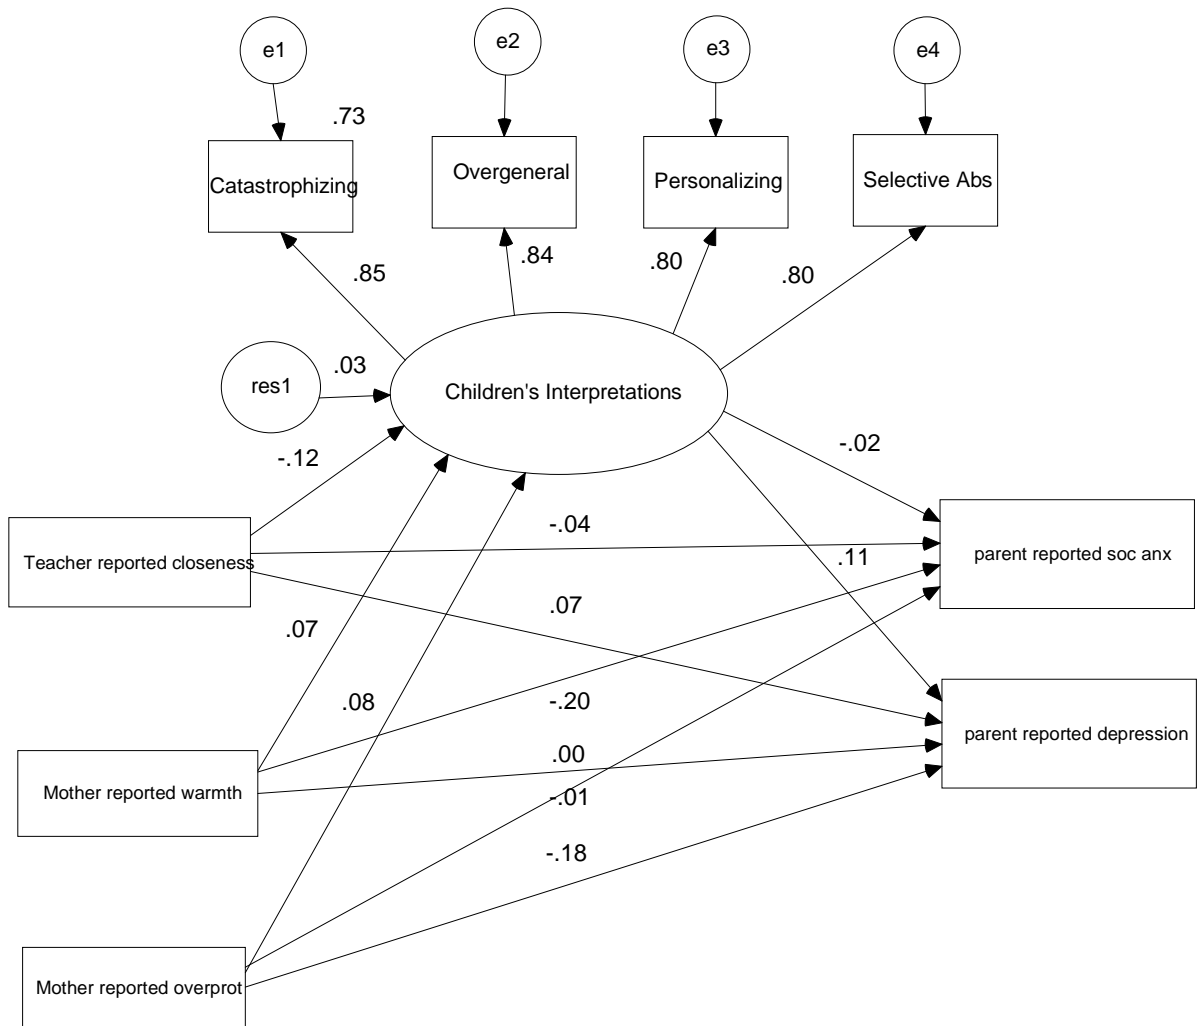 e1
e2
e3
e4
.73
Catastrophizing
Overgeneral
Personalizing
Selective Abs
.85
.84
.80
.80
res1
.03
Children's Interpretations
-.12
-.02
-.04
Teacher reported closeness
parent reported soc anx
.11
.07
.07
.08
-.20
parent reported depression
.00
Mother reported warmth
-.01
-.18
Mother reported overprot